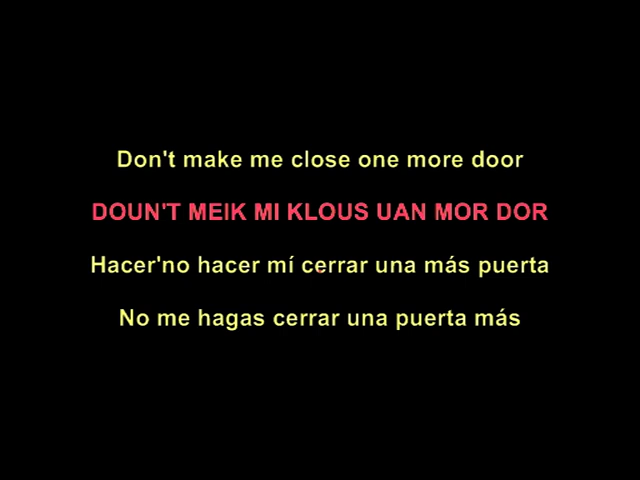 Don't make me close one more door
DOUN'T MEIK MI KLOUS UAN MOR DOR
Hacer'no hacer mí cerrar una más puerta
No me hagas cerrar una puerta más